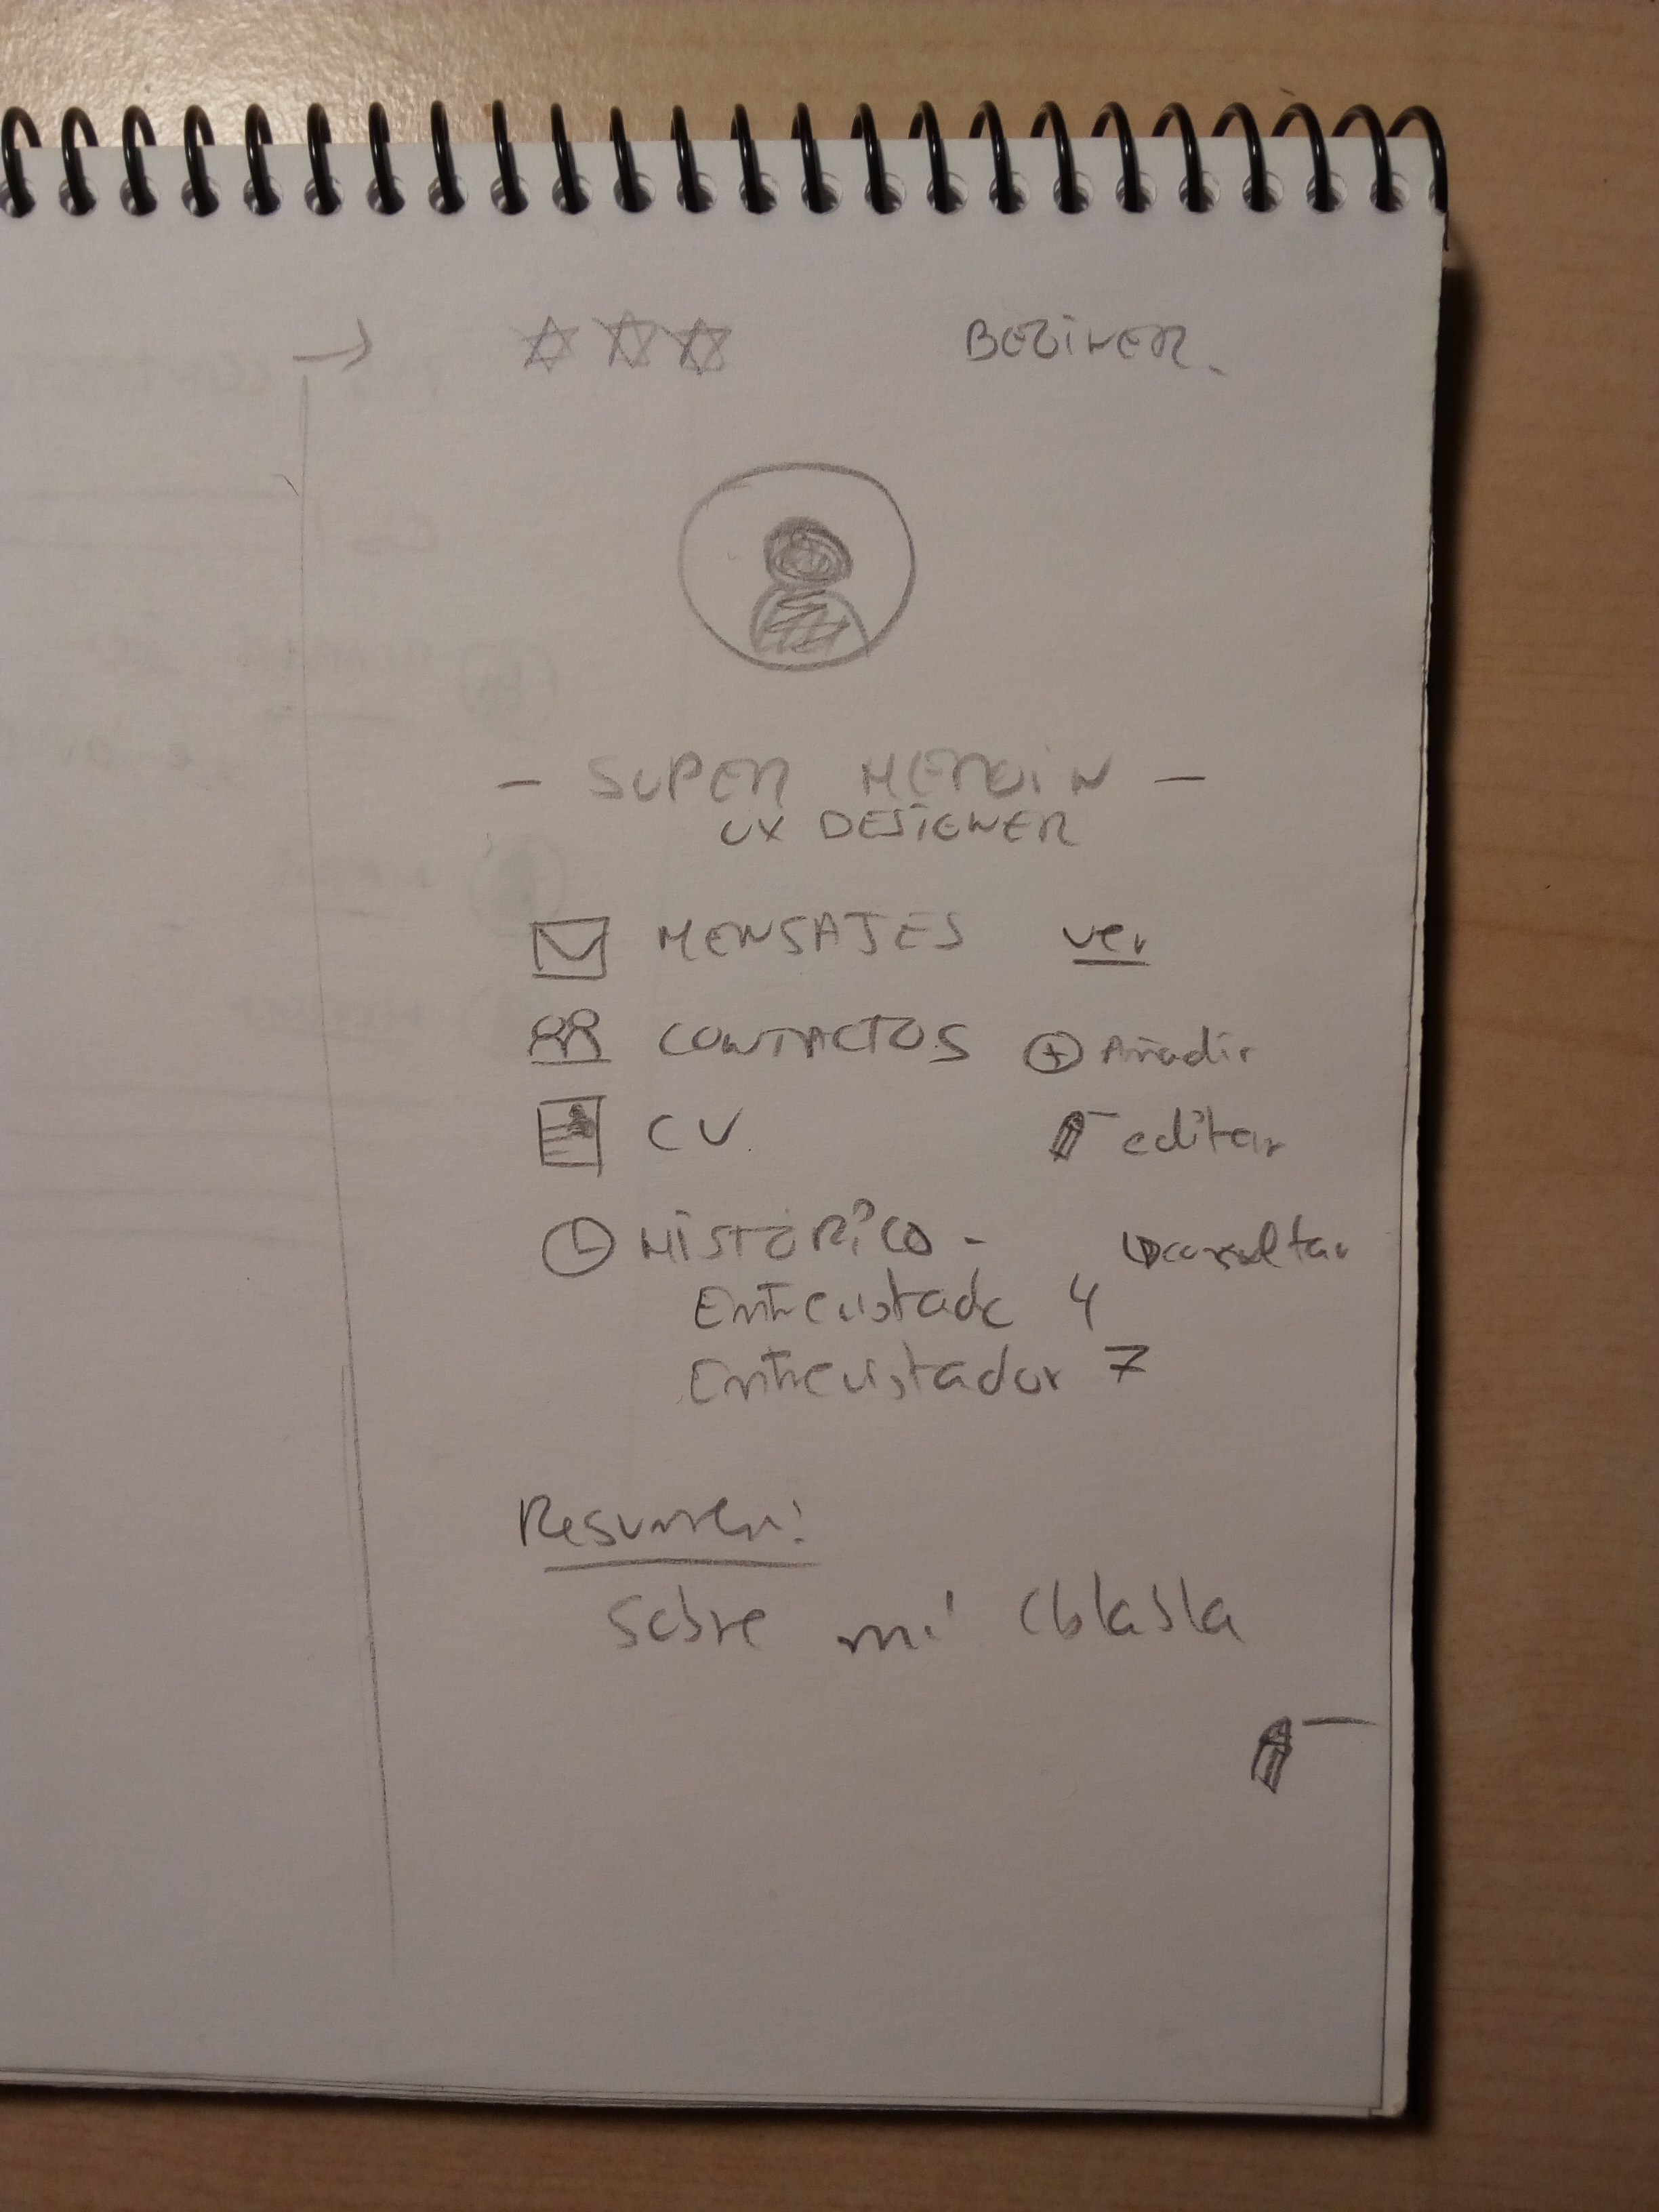 BEGINER.
- SUPER HEROIN -
UX DESIGNER
MENSAJES ver
CONTACTOS + Añadir
CV. editar
HISTÓRICO - consultar
Entrevistado 4
Entrevistador 7
Resumen:
Sobre mí blabla